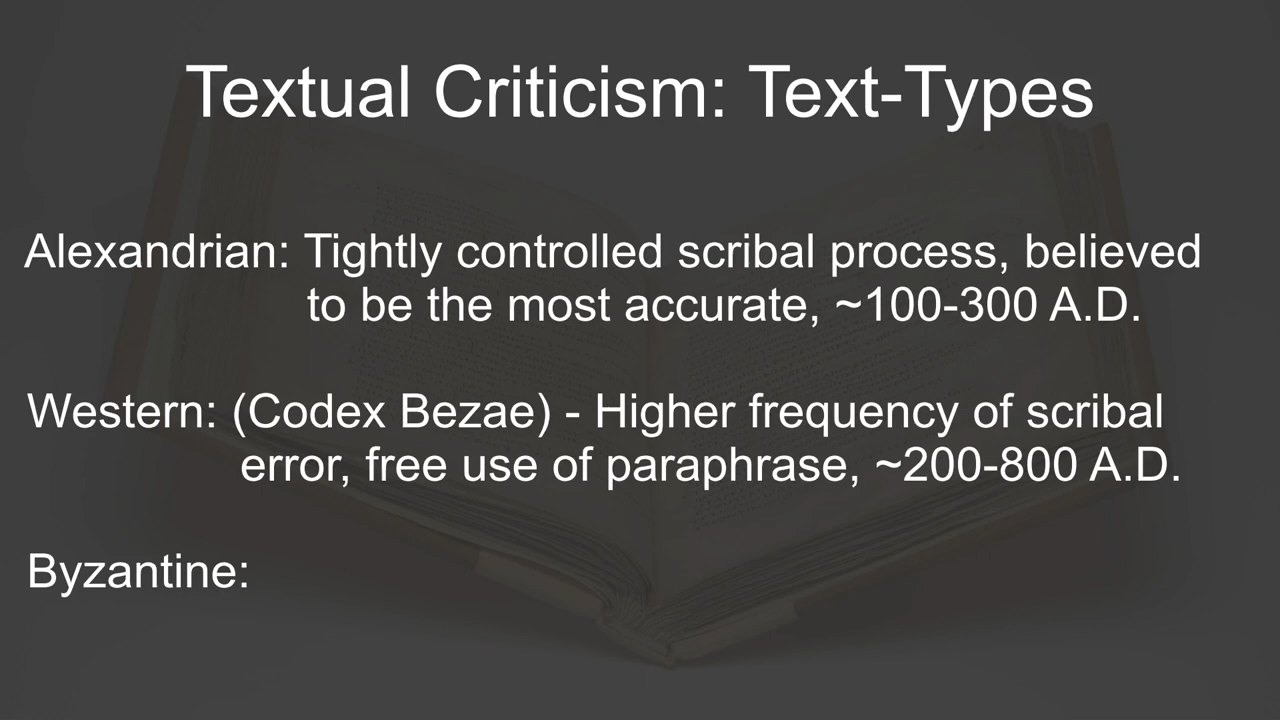 Textual Criticism: Text-Types
Alexandrian: Tightly controlled scribal process, believed
to be the most accurate, ~100-300 A.D.
Western: (Codex Bezae) - Higher frequency of scribal
error, free use of paraphrase, ~200-800 A.D.
Byzantine: